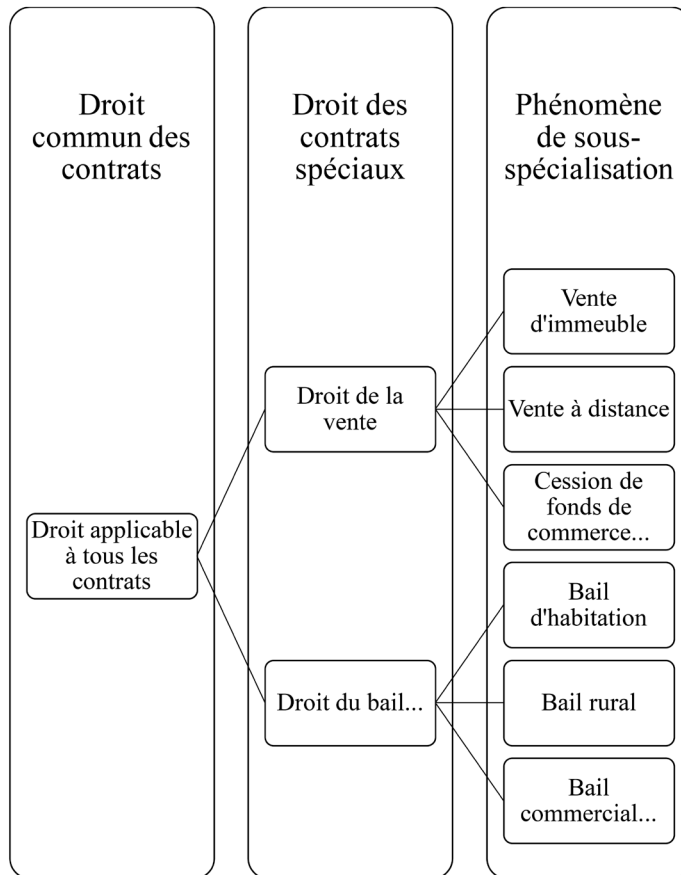 Droit
commun des
contrats
Droit des
contrats
spéciaux
Phénomène
de sous-
spécialisation
Droit applicable
à tous les
contrats
Droit de la
vente
Droit du bail...
Vente
d'immeuble
Vente à distance
Cession de
fonds de
commerce...
Bail
d'habitation
Bail rural
Bail
commercial...